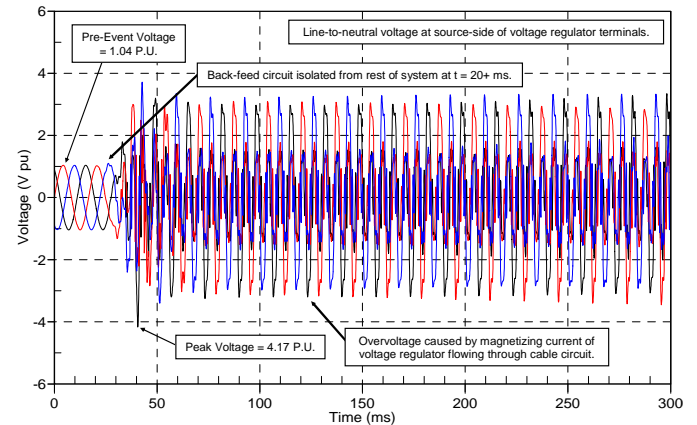 Line-to-neutral voltage at source-side of voltage regulator terminals.
Pre-Event Voltage
= 1.04 P.U.
Back-feed circuit isolated from rest of system at t = 20+ ms.
Peak Voltage = 4.17 P.U.
Overvoltage caused by magnetizing current of
voltage regulator flowing through cable circuit.
Voltage (V pu)
6
4
2
0
-2
-4
-6
0
50
100
150
200
250
300
Time (ms)